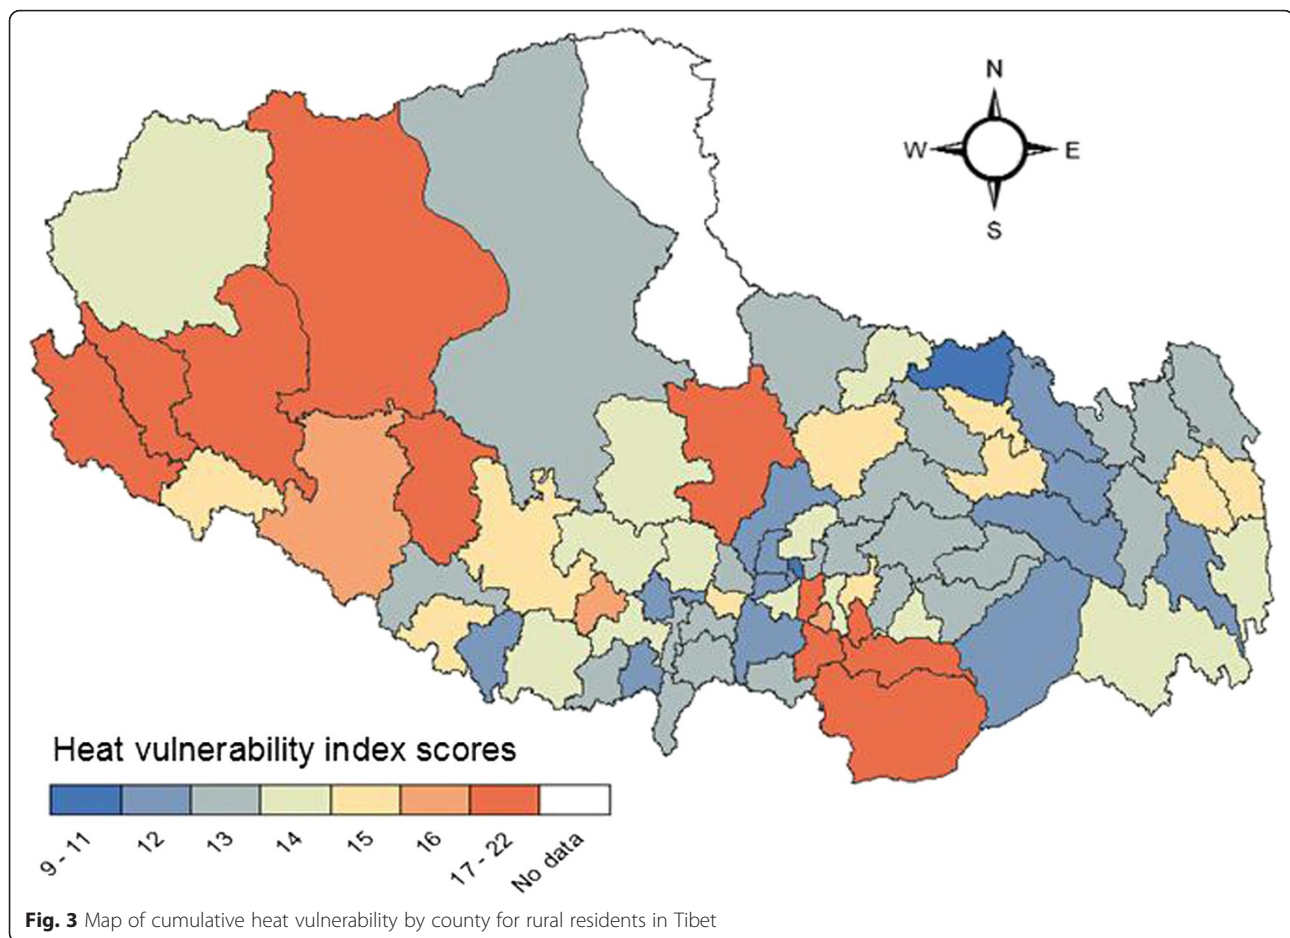 N
W E
S
Heat vulnerability index scores
9 - 11 12 13 14 15 16 17 - 22 No data
Fig. 3 Map of cumulative heat vulnerability by county for rural residents in Tibet